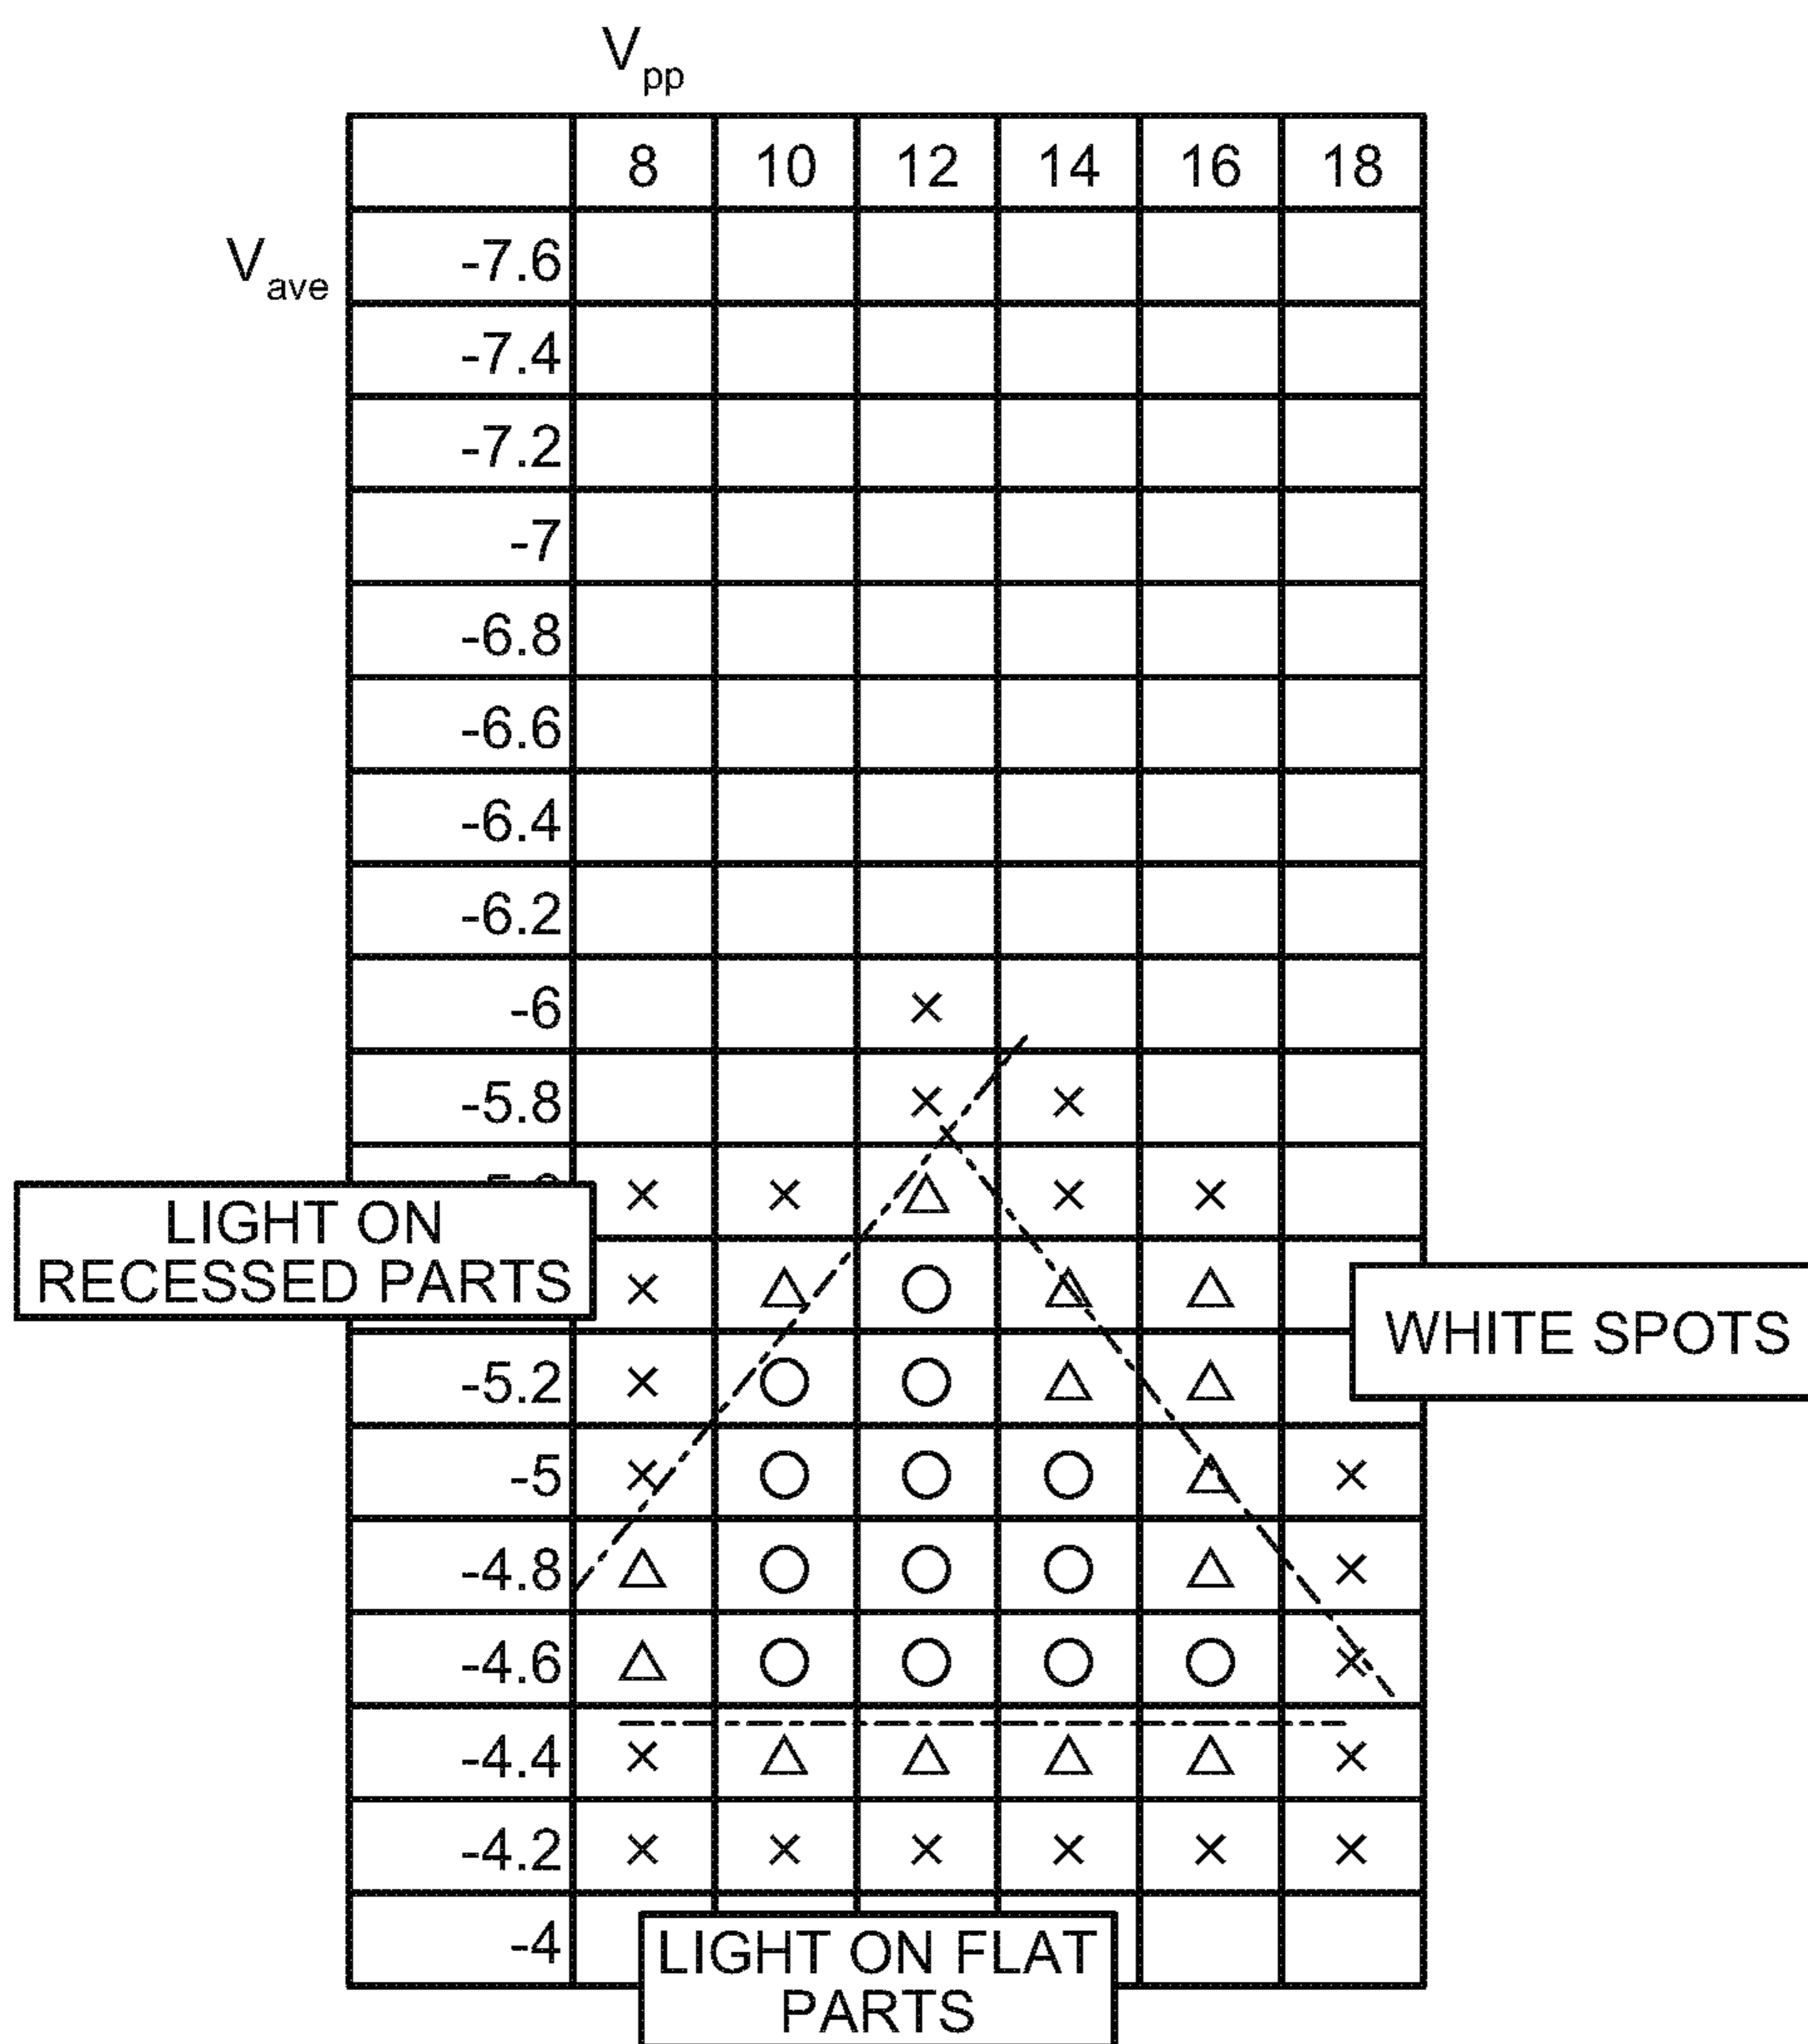 Vpp
8 10 12 14 16 18
Vave
-7.6
-7.4
-7.2
-7
-6.8
-6.6
-6.4
-6.2
-6 ×
-5.8 × ×
× × △ × ×
LIGHT ON
RECESSED PARTS
× △ ○ △ △
WHITE SPOTS
-5.2 × ○ ○ △ △
-5 × ○ ○ ○ △ ×
-4.8 △ ○ ○ ○ △ ×
-4.6 △ ○ ○ ○ ○ ×
-4.4 × △ △ △ △ ×
-4.2 × × × × × ×
-4
LIGHT ON FLAT
PARTS